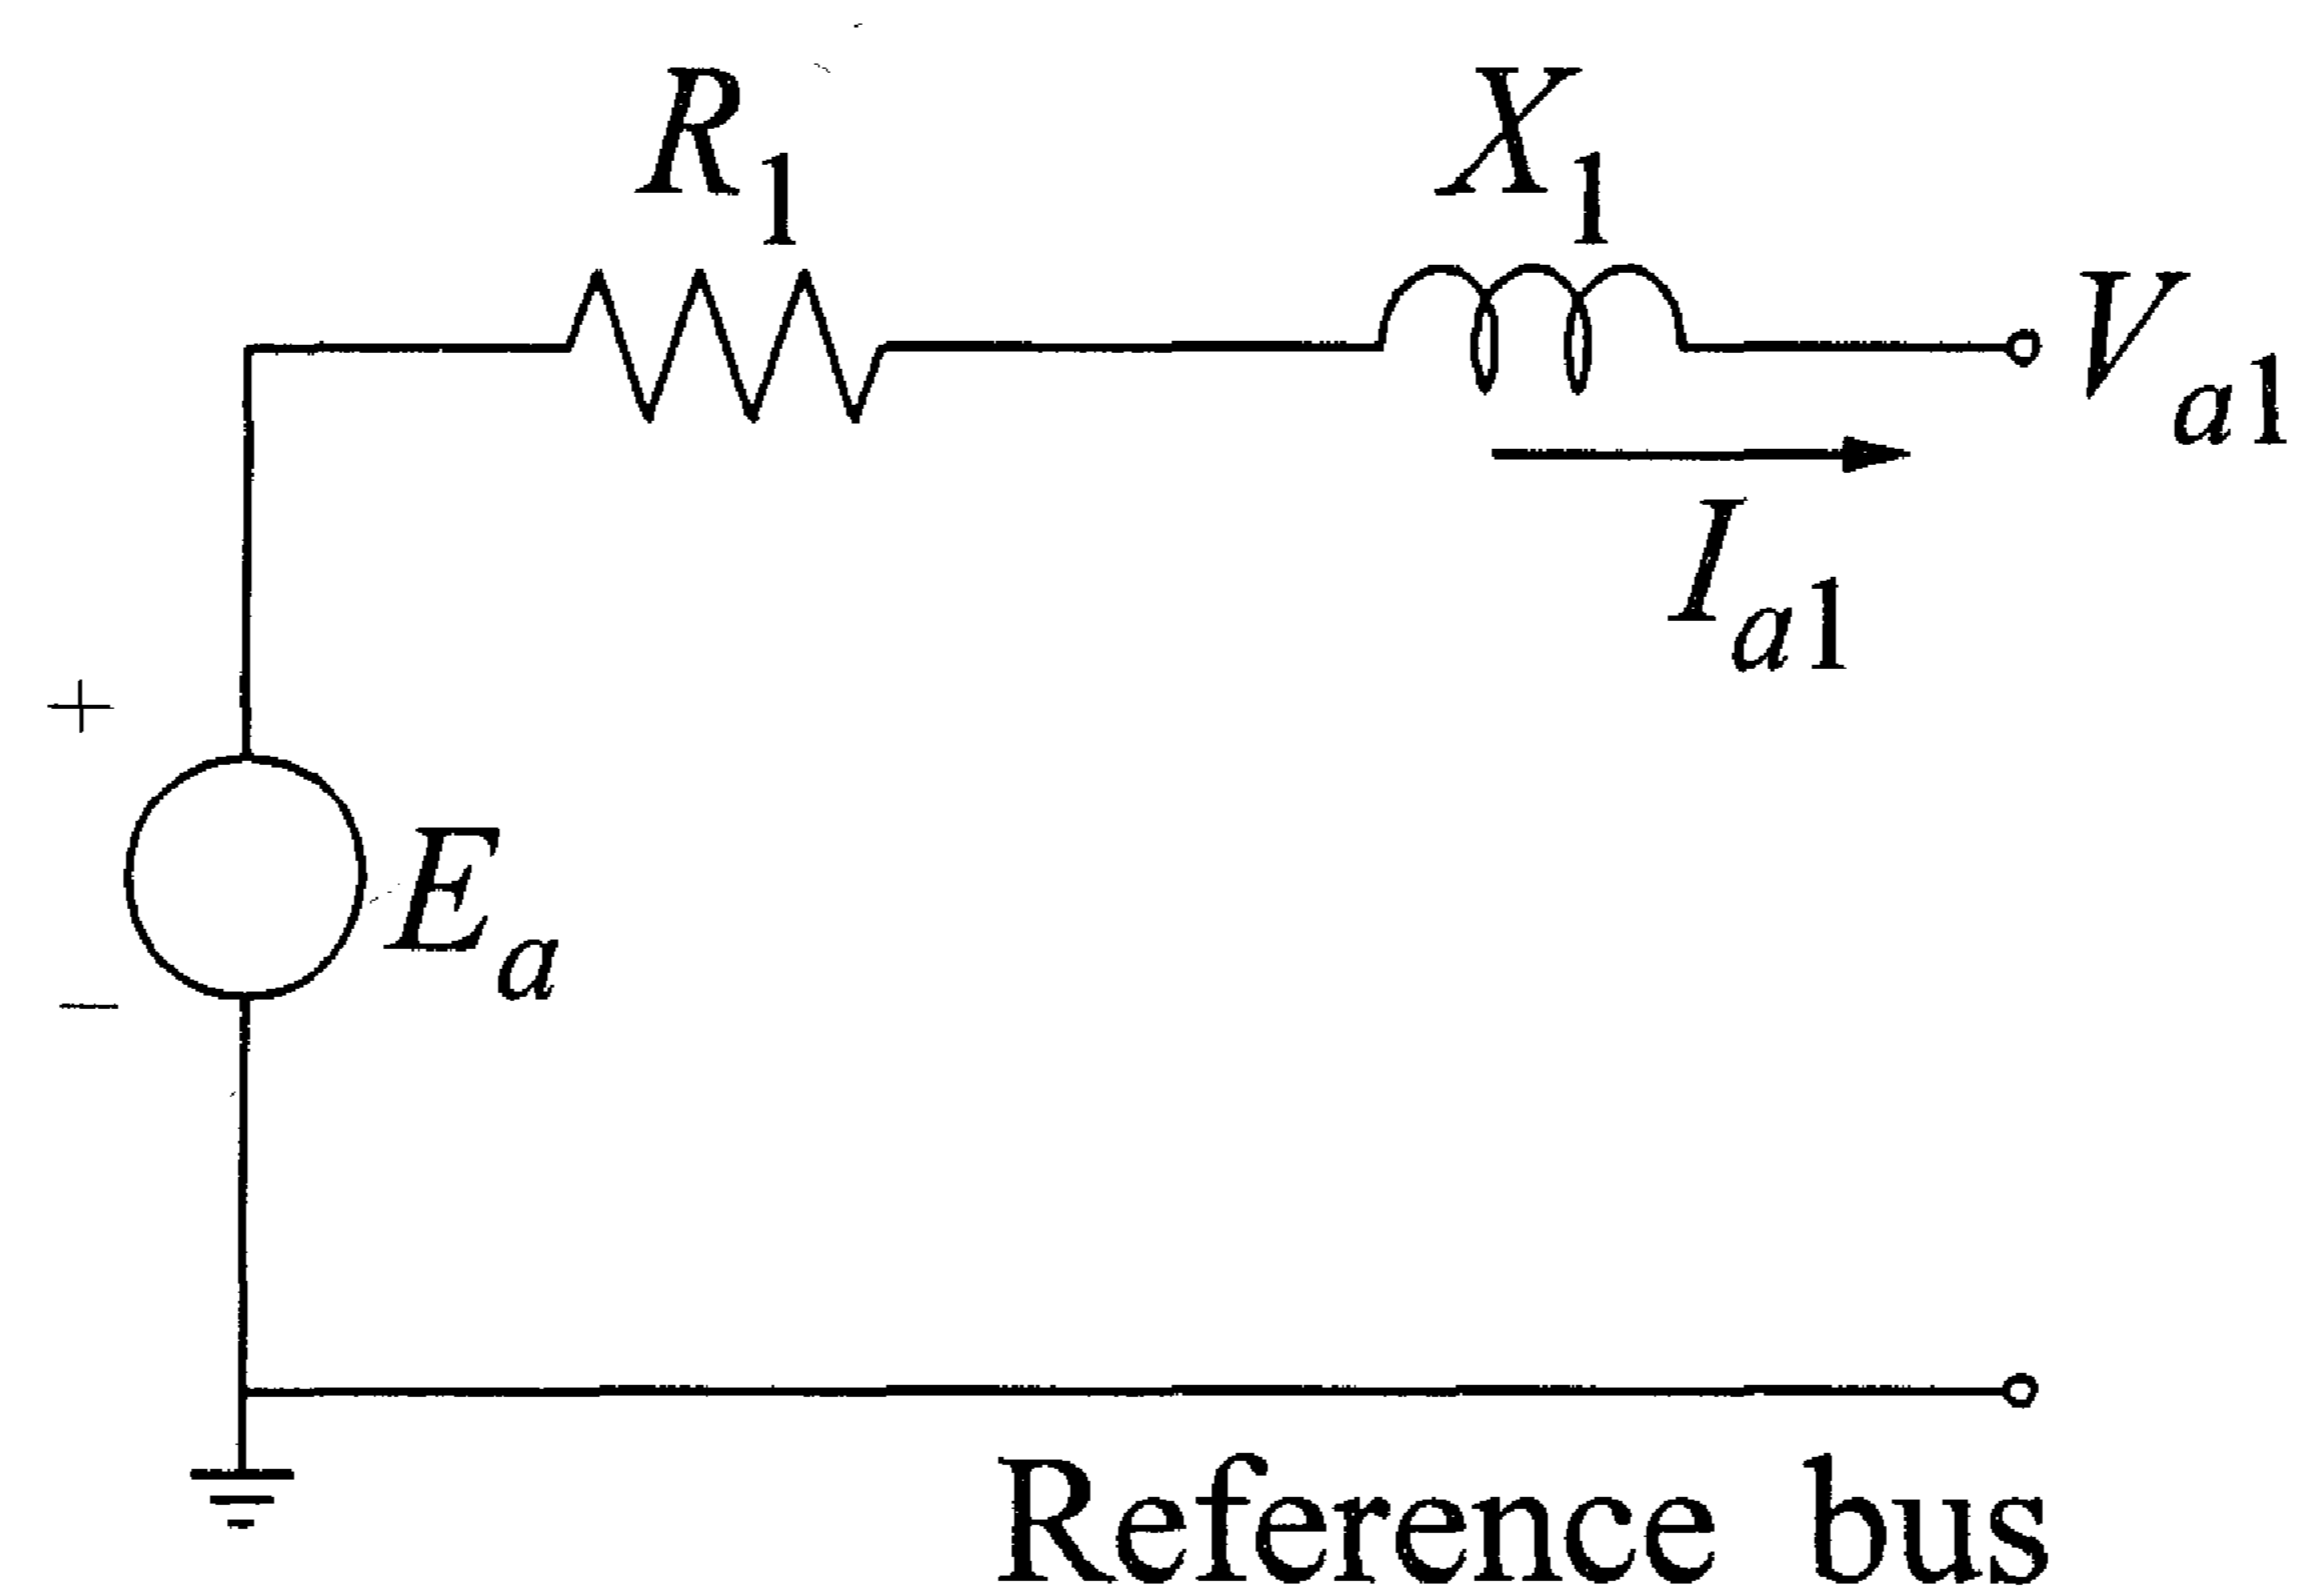 R₁
X₁
Vₐ₁
Iₐ₁
+
Eₐ
−
Reference bus